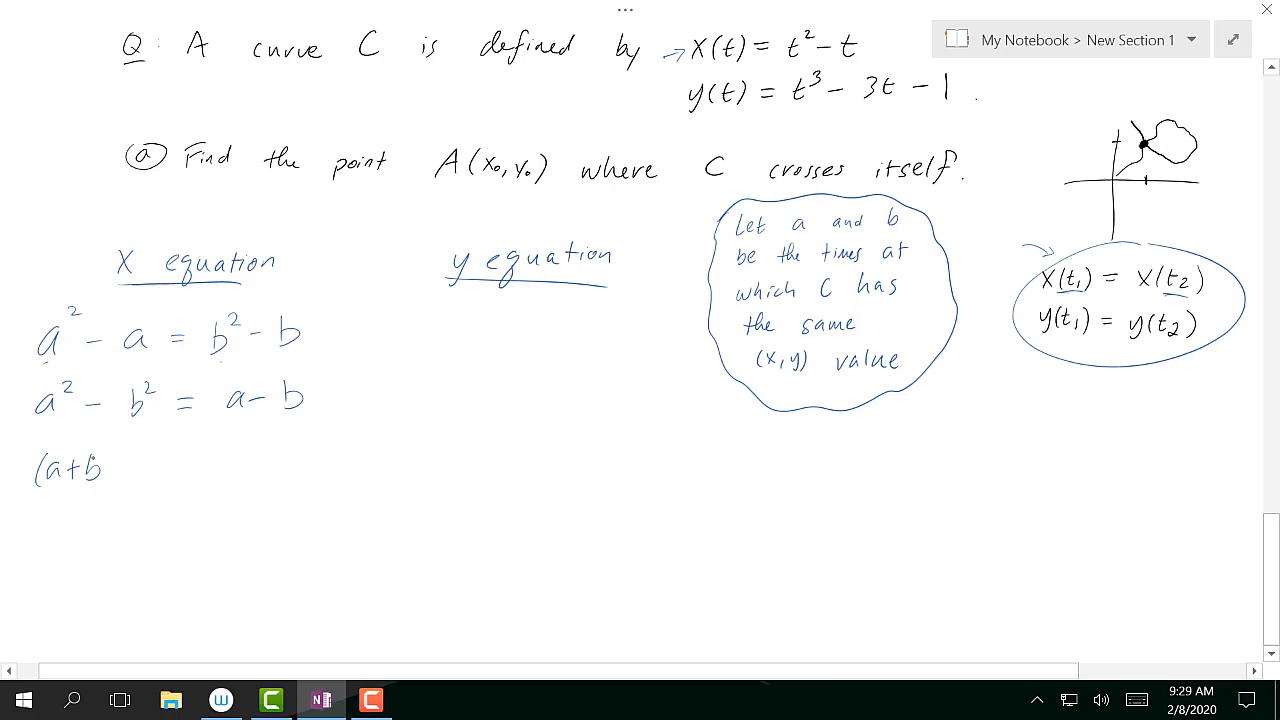 Q: A curve C is defined by → x(t) = t² - t
y(t) = t³ - 3t - 1 .
(a) Find the point A(x₀, y₀) where C crosses itself.
My Notebook > New Section 1
x equation
y equation
a² - a = b² - b
a² - b² = a - b
(a+b
Let a and b
be the times at
which C has
the same
(x,y) value
x(t₁) = x(t₂)
y(t₁) = y(t₂)
9:29 AM
2/8/2020